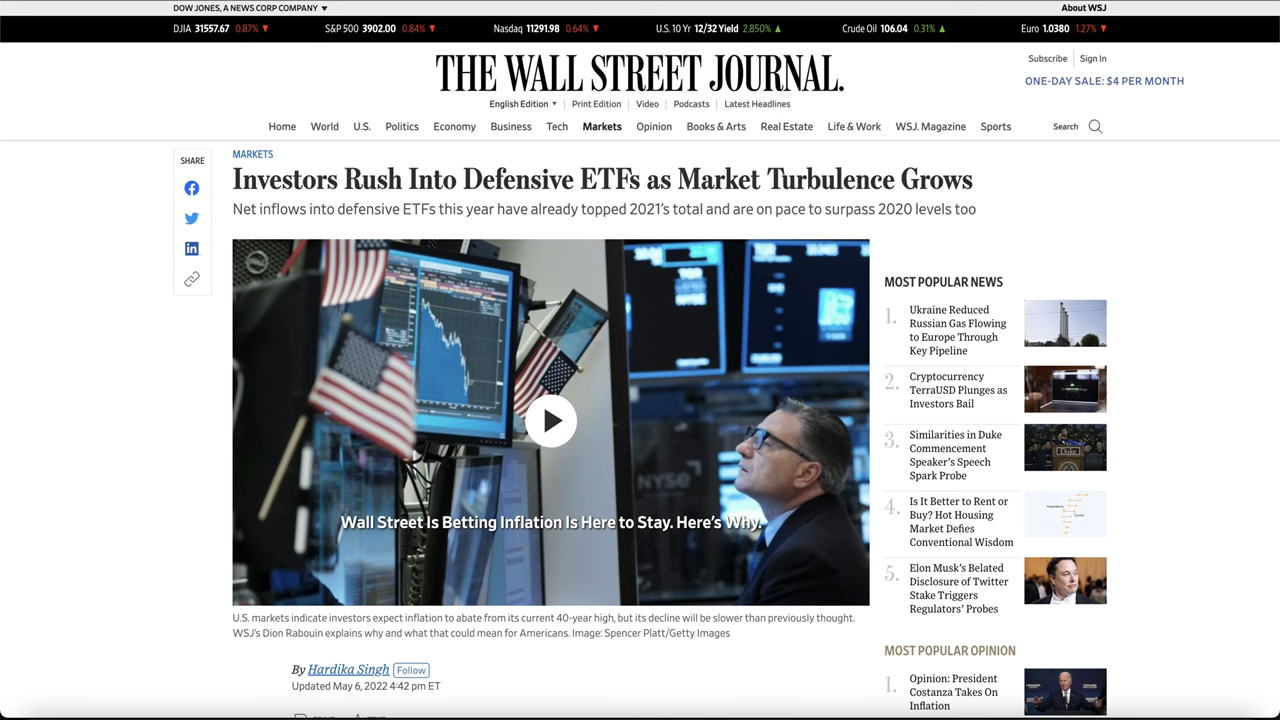 DOW JONES, A NEWS CORP COMPANY ▼
About WSJ
DJIA 31557.67 0.87% ▼
S&P 500 3902.00 0.84% ▼
Nasdaq 11291.98 0.64% ▼
U.S. 10 Yr 12/32 Yield 2.850% ▲
Crude Oil 106.04 0.31% ▲
Euro 1.0380 1.27% ▼
THE WALL STREET JOURNAL.
Subscribe
Sign In
ONE-DAY SALE: $4 PER MONTH
English Edition ▼
Print Edition
Video
Podcasts
Latest Headlines
Home
World
U.S.
Politics
Economy
Business
Tech
Markets
Opinion
Books & Arts
Real Estate
Life & Work
WSJ. Magazine
Sports
Search
SHARE
MARKETS
Investors Rush Into Defensive ETFs as Market Turbulence Grows
Net inflows into defensive ETFs this year have already topped 2021's total and are on pace to surpass 2020 levels too
DELL
NYSE
Wall Street Is Betting Inflation Is Here to Stay. Here's Why.
U.S. markets indicate investors expect inflation to abate from its current 40-year high, but its decline will be slower than previously thought.
WSJ's Dion Rabouin explains why and what that could mean for Americans. Image: Spencer Platt/Getty Images
By Hardika Singh
Follow
Updated May 6, 2022 4:42 pm ET
MOST POPULAR NEWS
1.
Ukraine Reduced
Russian Gas Flowing
to Europe Through
Key Pipeline
2.
Cryptocurrency
TerraUSD Plunges as
Investors Bail
3.
Similarities in Duke
Commencement
Speaker's Speech
Spark Probe
Duke
4.
Is It Better to Rent or
Buy? Hot Housing
Market Defies
Conventional Wisdom
5.
Elon Musk's Belated
Disclosure of Twitter
Stake Triggers
Regulators' Probes
MOST POPULAR OPINION
1.
Opinion: President
Costanza Takes On
Inflation